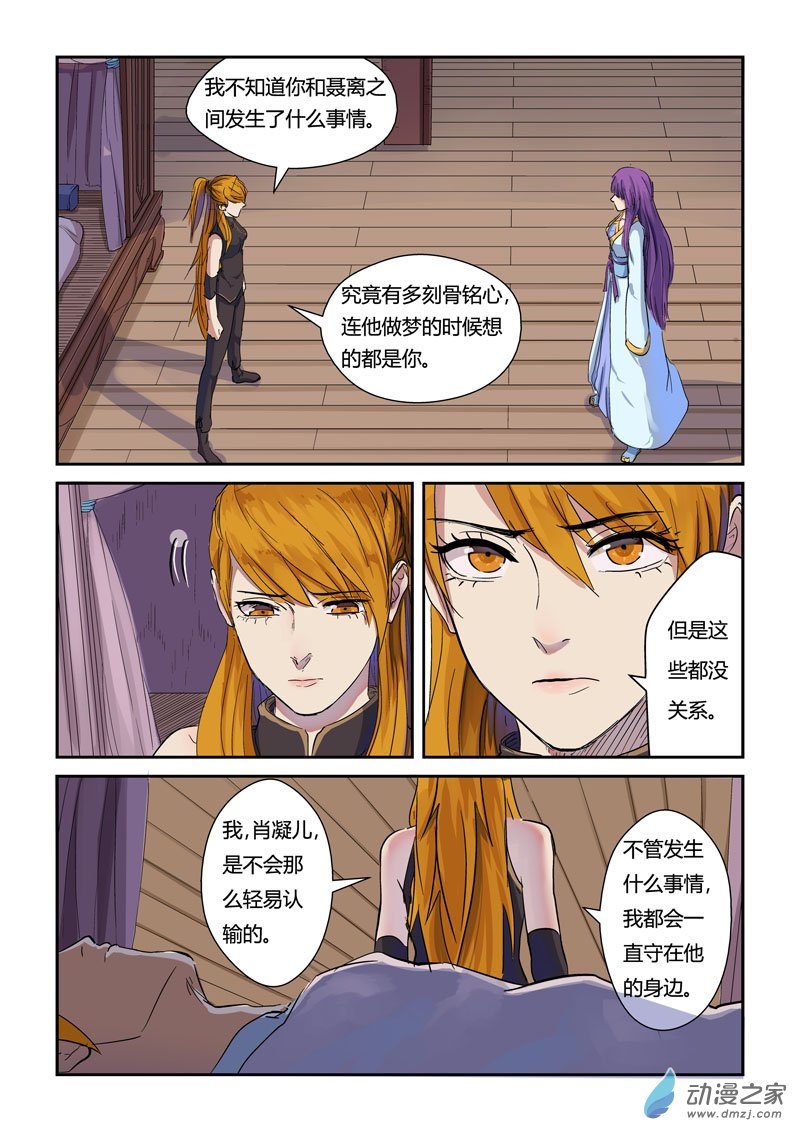 我不知道你和聂离之
间发生了什么事情。
究竟有多刻骨铭心，
连他做梦的时候想
的都是你。
但是这
些都没
关系。
我，肖凝儿，
是不会那
么轻易认
输的。
不管发生
什么事情，
我都会一
直守在他
的身边。
动漫之家
www.dmzj.com